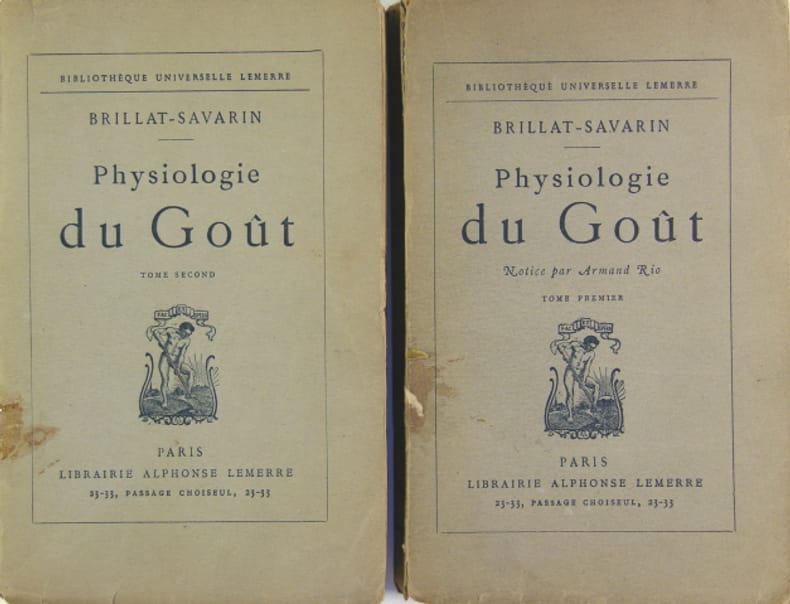 BIBLIOTHÈQUE UNIVERSELLE LEMERRE
BRILLAT-SAVARIN
Physiologie
du Goût
TOME SECOND
FAC ET SPERA
PARIS
LIBRAIRIE ALPHONSE LEMERRE
23-33, PASSAGE CHOISEUL, 23-33
BIBLIOTHÈQUE UNIVERSELLE LEMERRE
BRILLAT-SAVARIN
Physiologie
du Goût
Notice par Armand Rio
TOME PREMIER
FAC ET SPERA
PARIS
LIBRAIRIE ALPHONSE LEMERRE
23-33, PASSAGE CHOISEUL, 23-33